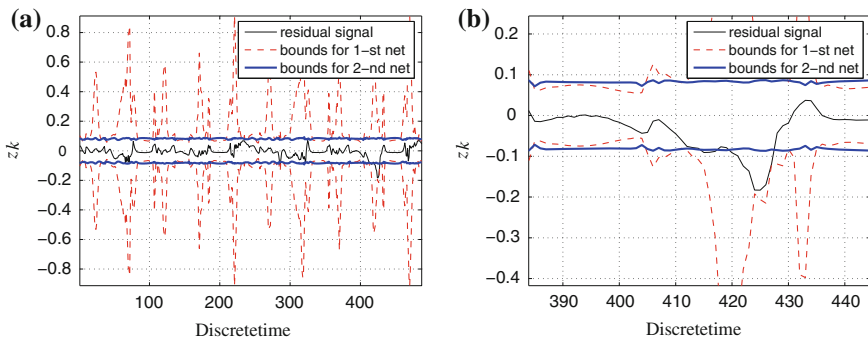 (a)
0.8
0.6
0.4
0.2
0
−0.2
−0.4
−0.6
−0.8
zk
100 200 300 400
Discretetime
residual signal
bounds for 1-st net
bounds for 2-nd net
(b)
0.2
0.1
0
−0.1
−0.2
−0.3
−0.4
zk
390 400 410 420 430 440
Discretetime
residual signal
bounds for 1-st net
bounds for 2-nd net